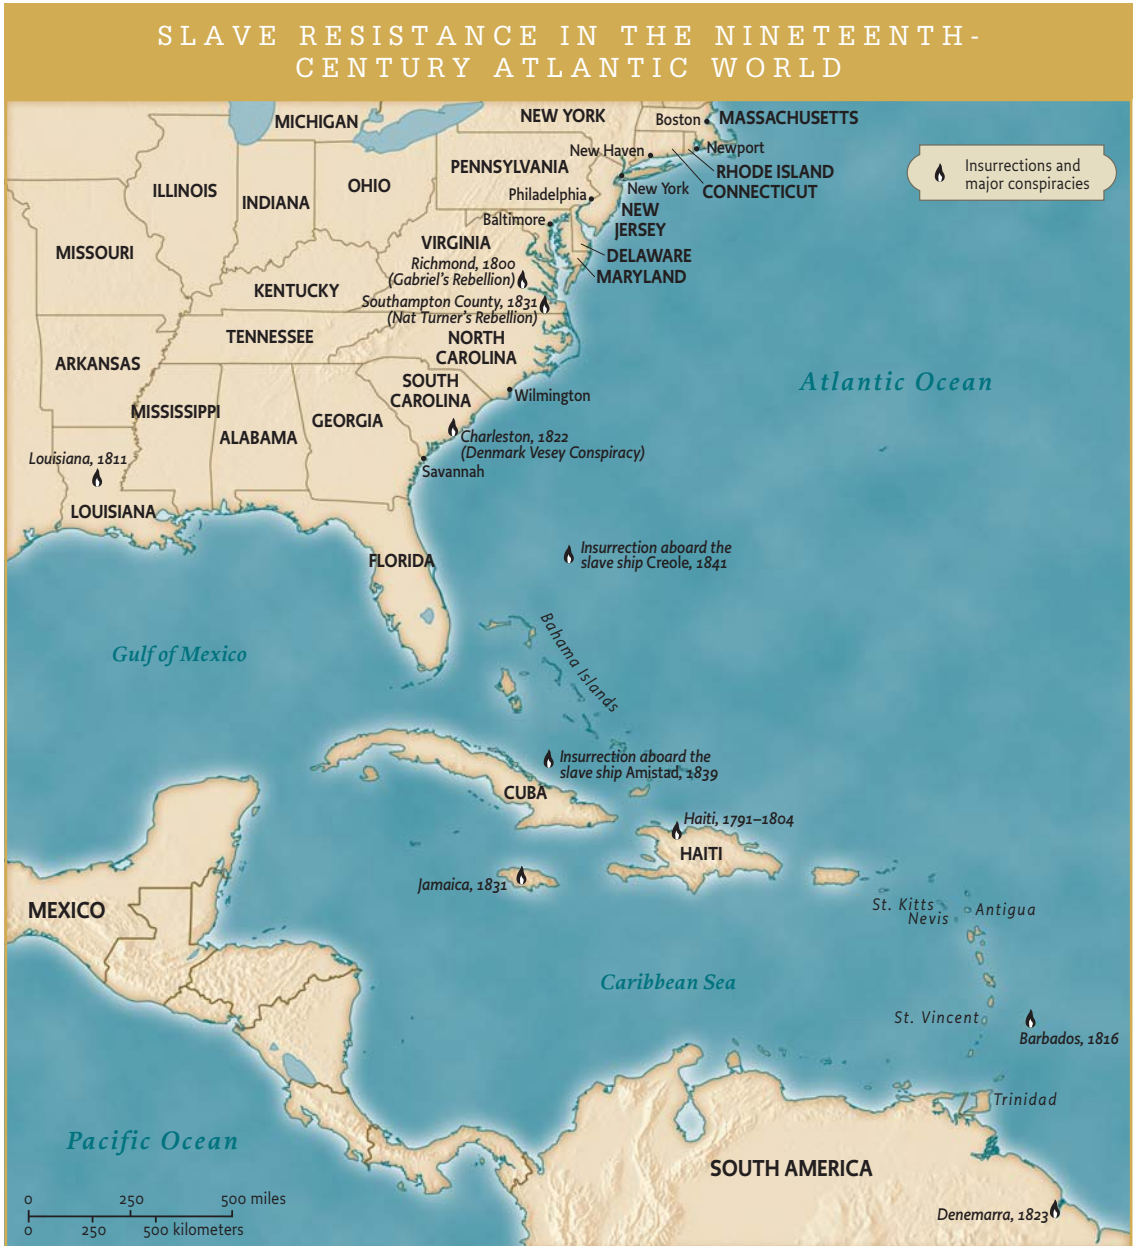 SLAVE RESISTANCE IN THE NINETEENTH-
CENTURY ATLANTIC WORLD
MICHIGAN
NEW YORK
Boston
MASSACHUSETTS
New Haven
Newport
PENNSYLVANIA
RHODE ISLAND
CONNECTICUT
Insurrections and
major conspiracies
ILLINOIS
INDIANA
OHIO
Philadelphia
New York
NEW
JERSEY
Baltimore
MISSOURI
VIRGINIA
DELAWARE
MARYLAND
Richmond, 1800
(Gabriel's Rebellion)
KENTUCKY
Southampton County, 1831
(Nat Turner's Rebellion)
TENNESSEE
NORTH
CAROLINA
ARKANSAS
SOUTH
CAROLINA
Wilmington
Atlantic Ocean
MISSISSIPPI
ALABAMA
GEORGIA
Charleston, 1822
(Denmark Vesey Conspiracy)
Louisiana, 1811
Savannah
LOUISIANA
FLORIDA
Insurrection aboard the
slave ship Creole, 1841
Gulf of Mexico
Bahama Islands
Insurrection aboard the
slave ship Amistad, 1839
CUBA
Haiti, 1791–1804
HAITI
Jamaica, 1831
MEXICO
St. Kitts
Nevis
Antigua
Caribbean Sea
St. Vincent
Barbados, 1816
Trinidad
Pacific Ocean
SOUTH AMERICA
Denemarra, 1823
0 250 500 miles
0 250 500 kilometers